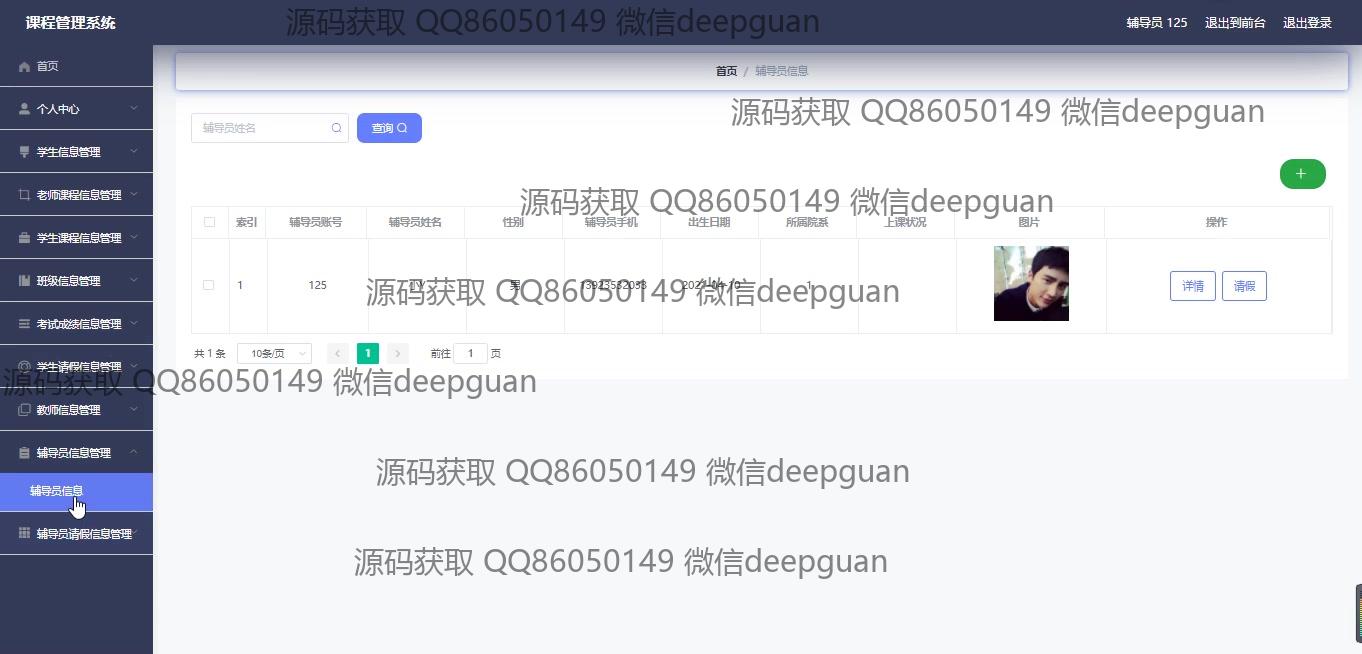 课程管理系统
源码获取 QQ86050149 微信deepguan
辅导员 125 退出到前台 退出登录
首页
首页 / 辅导员信息
个人中心
源码获取 QQ86050149 微信deepguan
辅导员姓名
查询
学生信息管理
老师课程信息管理
源码获取 QQ86050149 微信deepguan
索引 辅导员账号 辅导员姓名 性别 辅导员手机 出生日期 所属院系 上课状况 图片 操作
学生课程信息管理
班级信息管理
1 125 男 1 详情 请假
源码获取 QQ86050149 微信deepguan
考试成绩信息管理
共 1 条 10条/页 1 前往 1 页
学生请假信息管理
源码获取 QQ86050149 微信deepguan
教师信息管理
辅导员信息管理
源码获取 QQ86050149 微信deepguan
辅导员信息
辅导员请假信息管理
源码获取 QQ86050149 微信deepguan